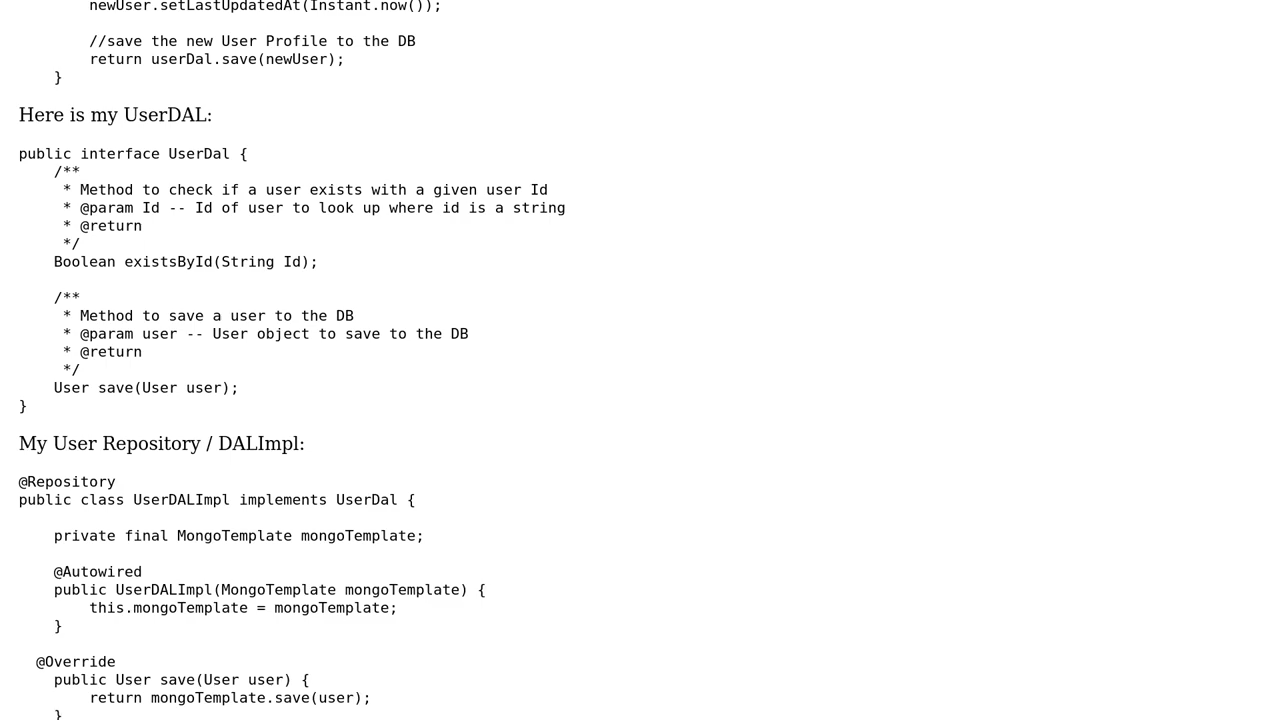 newUser.setLastUpdatedAt(Instant.now());

        //save the new User Profile to the DB
        return userDal.save(newUser);
    }
Here is my UserDAL:
public interface UserDal {
    /**
     * Method to check if a user exists with a given user Id
     * @param Id -- Id of user to look up where id is a string
     * @return
     */
    Boolean existsById(String Id);

    /**
     * Method to save a user to the DB
     * @param user -- User object to save to the DB
     * @return
     */
    User save(User user);
}
My User Repository / DALImpl:
@Repository
public class UserDALImpl implements UserDal {

    private final MongoTemplate mongoTemplate;

    @Autowired
    public UserDALImpl(MongoTemplate mongoTemplate) {
        this.mongoTemplate = mongoTemplate;
    }

  @Override
    public User save(User user) {
        return mongoTemplate.save(user);
    }